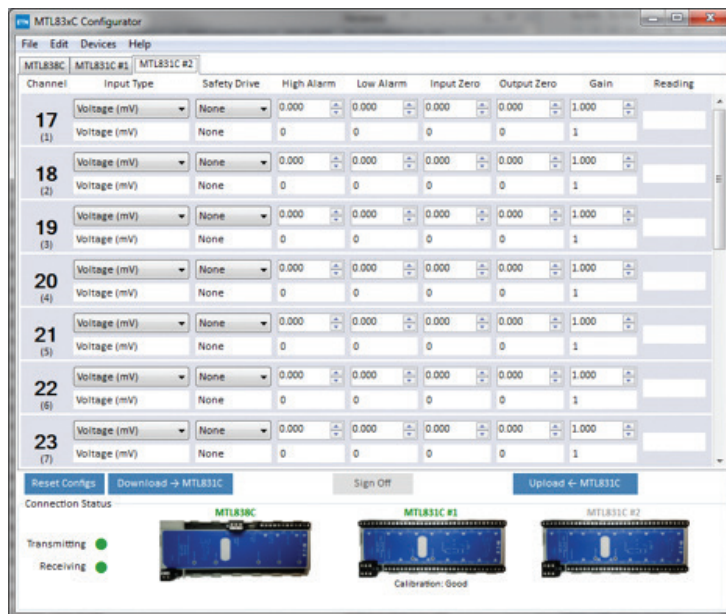 MTL83xC Configurator
File Edit Devices Help
MTL838C MTL831C #1 MTL831C #2
Channel Input Type Safety Drive High Alarm Low Alarm Input Zero Output Zero Gain Reading
17 Voltage (mV) None 0.000 0.000 0.000 0.000 1.000
(1) Voltage (mV) None 0 0 0 0 1
18 Voltage (mV) None 0.000 0.000 0.000 0.000 1.000
(2) Voltage (mV) None 0 0 0 0 1
19 Voltage (mV) None 0.000 0.000 0.000 0.000 1.000
(3) Voltage (mV) None 0 0 0 0 1
20 Voltage (mV) None 0.000 0.000 0.000 0.000 1.000
(4) Voltage (mV) None 0 0 0 0 1
21 Voltage (mV) None 0.000 0.000 0.000 0.000 1.000
(5) Voltage (mV) None 0 0 0 0 1
22 Voltage (mV) None 0.000 0.000 0.000 0.000 1.000
(6) Voltage (mV) None 0 0 0 0 1
23 Voltage (mV) None 0.000 0.000 0.000 0.000 1.000
(7) Voltage (mV) None 0 0 0 0 1
Reset Configs Download → MTL831C Sign Off Upload ← MTL831C
Connection Status
MTL838C MTL831C #1 MTL831C #2
Transmitting
Receiving
Calibration: Good